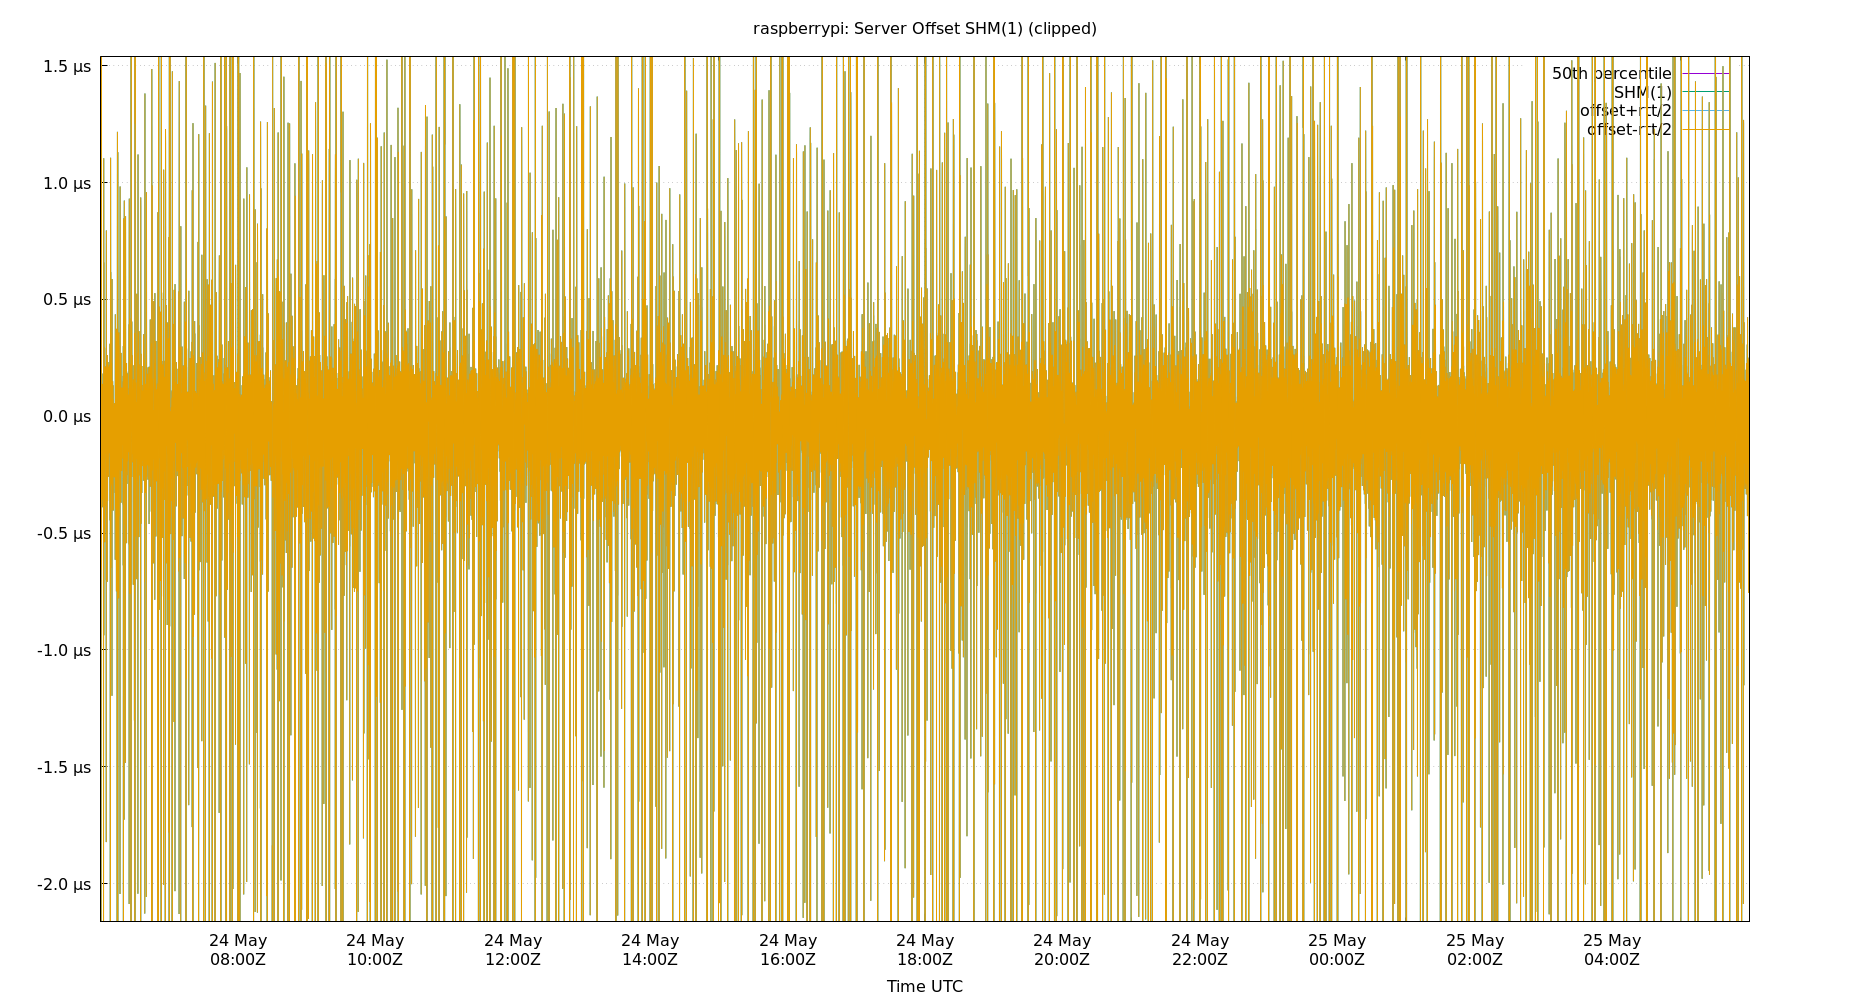 raspberrypi: Server Offset SHM(1) (clipped)
1.5 µs
1.0 µs
0.5 µs
0.0 µs
-0.5 µs
-1.0 µs
-1.5 µs
-2.0 µs
50th percentile
SHM(1)
offset+rtt/2
offset-rtt/2
24 May 24 May 24 May 24 May 24 May 24 May 24 May 24 May 25 May 25 May 25 May
08:00Z 10:00Z 12:00Z 14:00Z 16:00Z 18:00Z 20:00Z 22:00Z 00:00Z 02:00Z 04:00Z
Time UTC